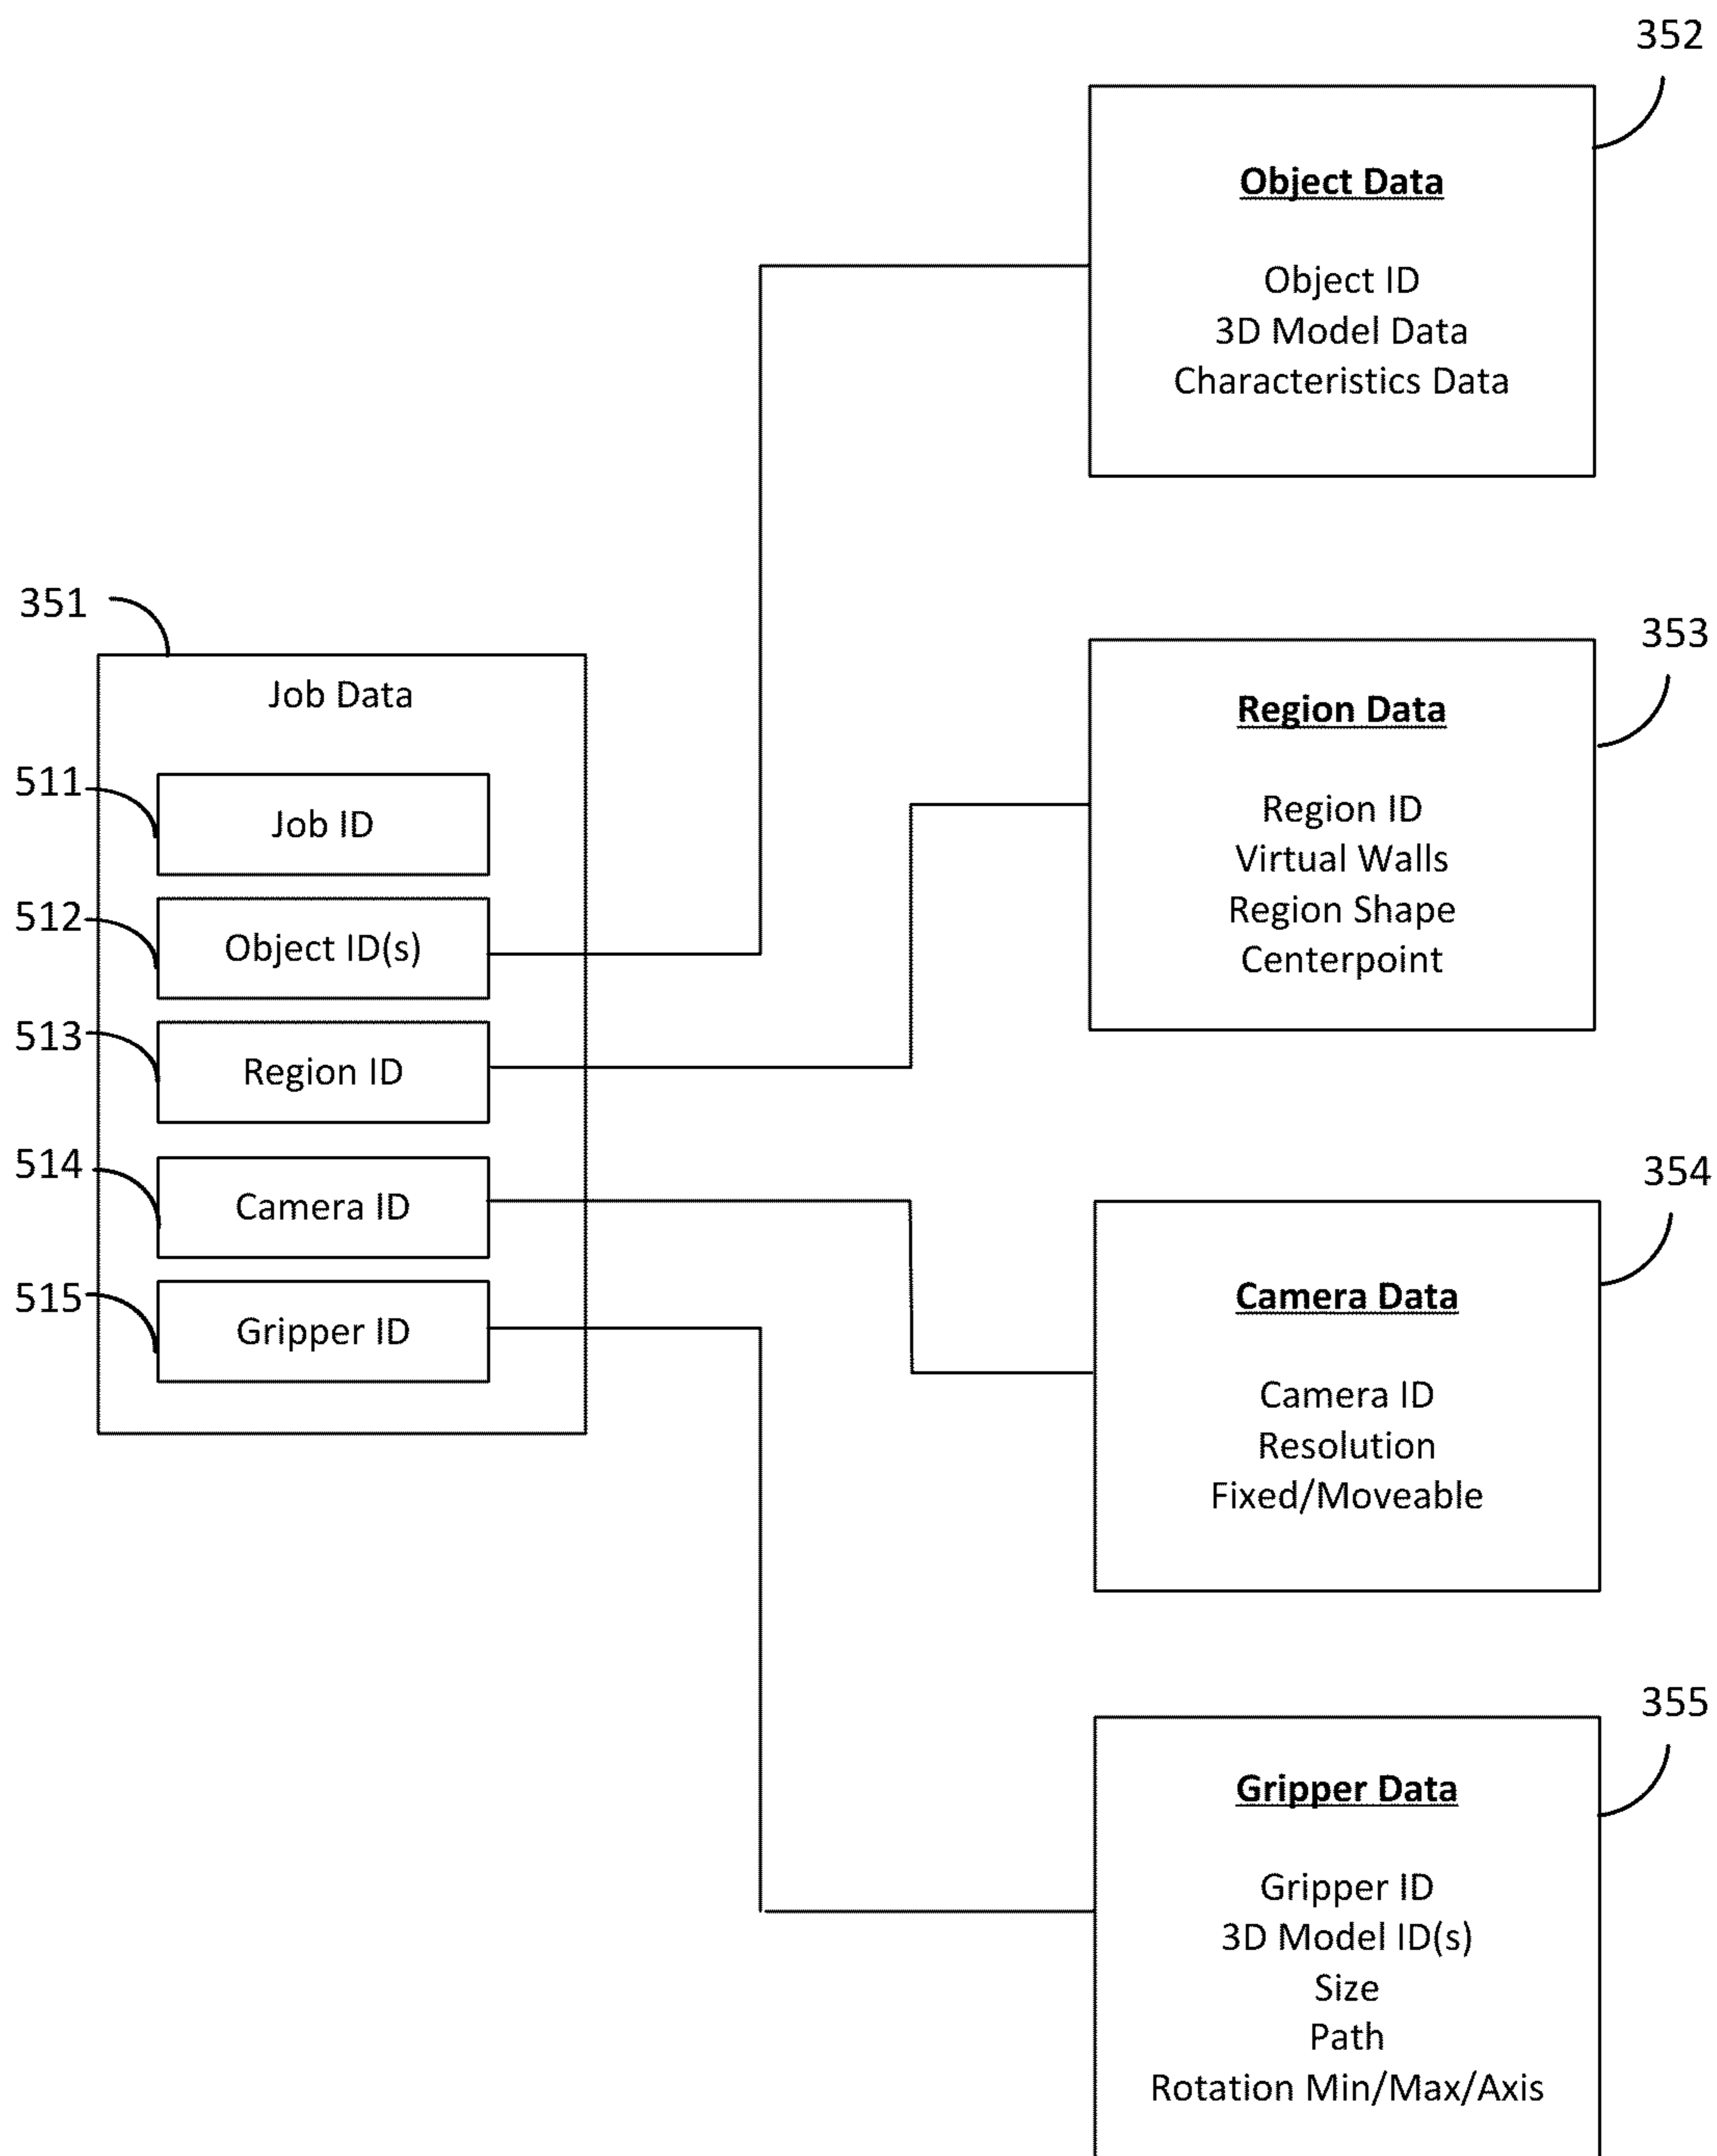 352
Object Data
Object ID
3D Model Data
Characteristics Data
351
Job Data
511
Job ID
512
Object ID(s)
513
Region ID
514
Camera ID
515
Gripper ID
353
Region Data
Region ID
Virtual Walls
Region Shape
Centerpoint
354
Camera Data
Camera ID
Resolution
Fixed/Moveable
355
Gripper Data
Gripper ID
3D Model ID(s)
Size
Path
Rotation Min/Max/Axis